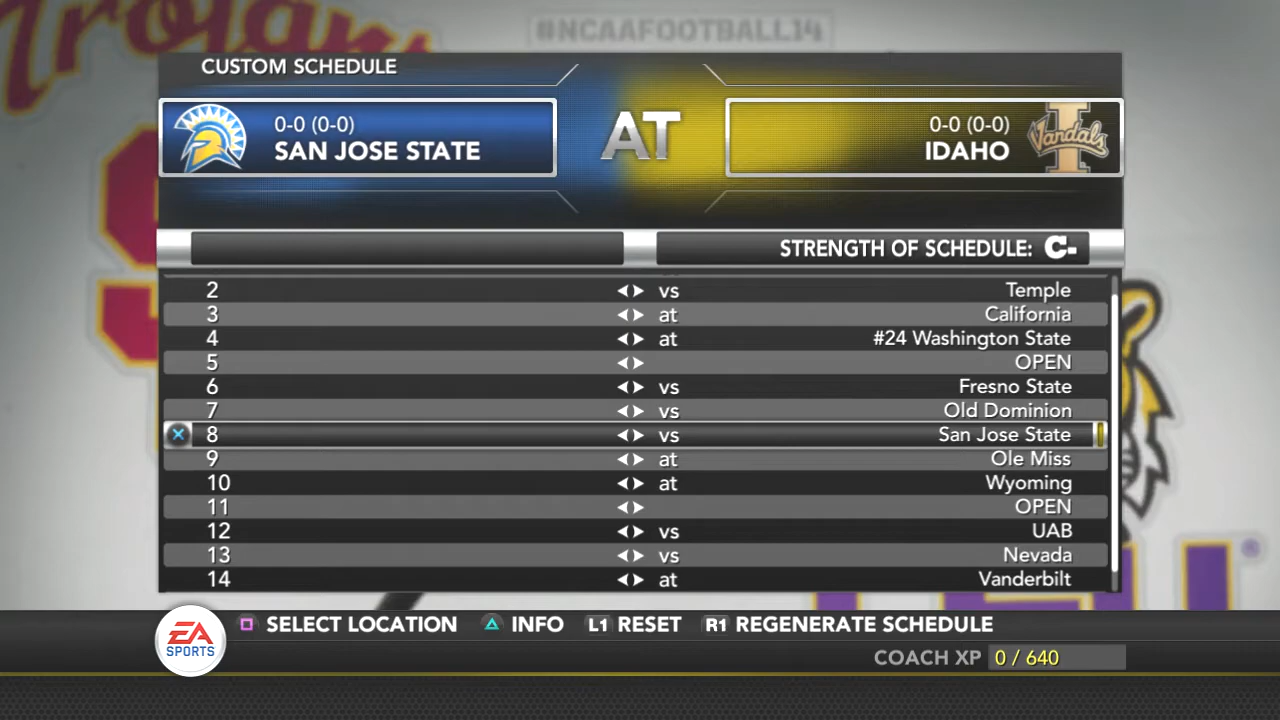 Trojans
#NCAAFOOTBALL14
CUSTOM SCHEDULE
0-0 (0-0)
SAN JOSE STATE
AT
0-0 (0-0)
IDAHO
I
Vandals
STRENGTH OF SCHEDULE: C-
2 vs Temple
3 at California
4 at #24 Washington State
5 OPEN
6 vs Fresno State
7 vs Old Dominion
8 vs San Jose State
9 at Ole Miss
10 at Wyoming
11 OPEN
12 vs UAB
13 vs Nevada
14 at Vanderbilt
EA
SPORTS
SELECT LOCATION INFO L1 RESET R1 REGENERATE SCHEDULE
COACH XP 0 / 640